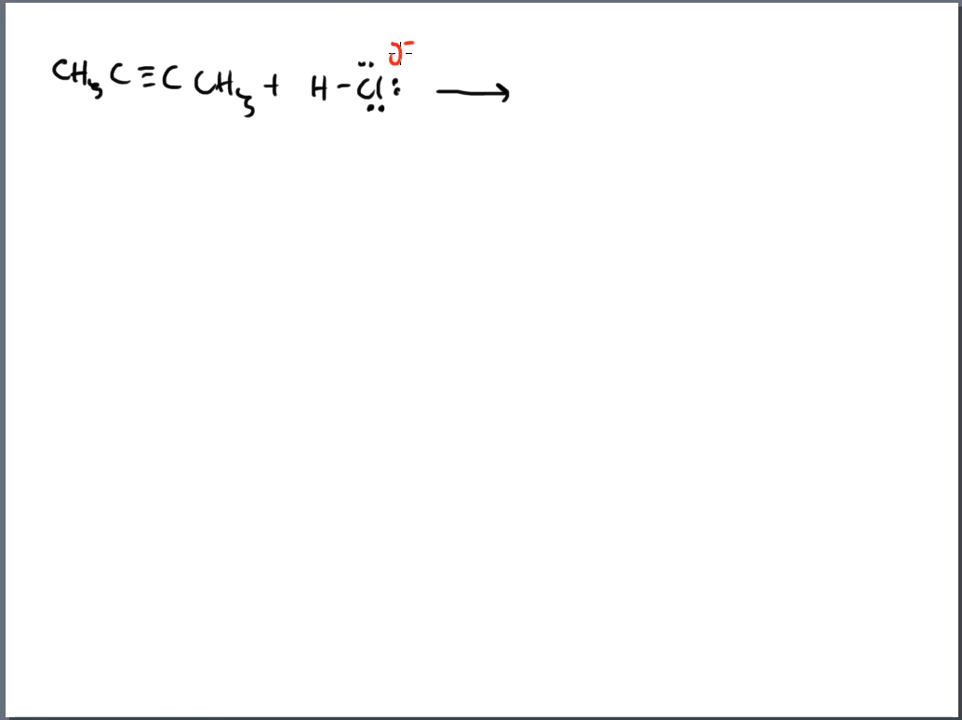 CH₃C≡CCH₃ + H-Cl: δ⁻ ⟶